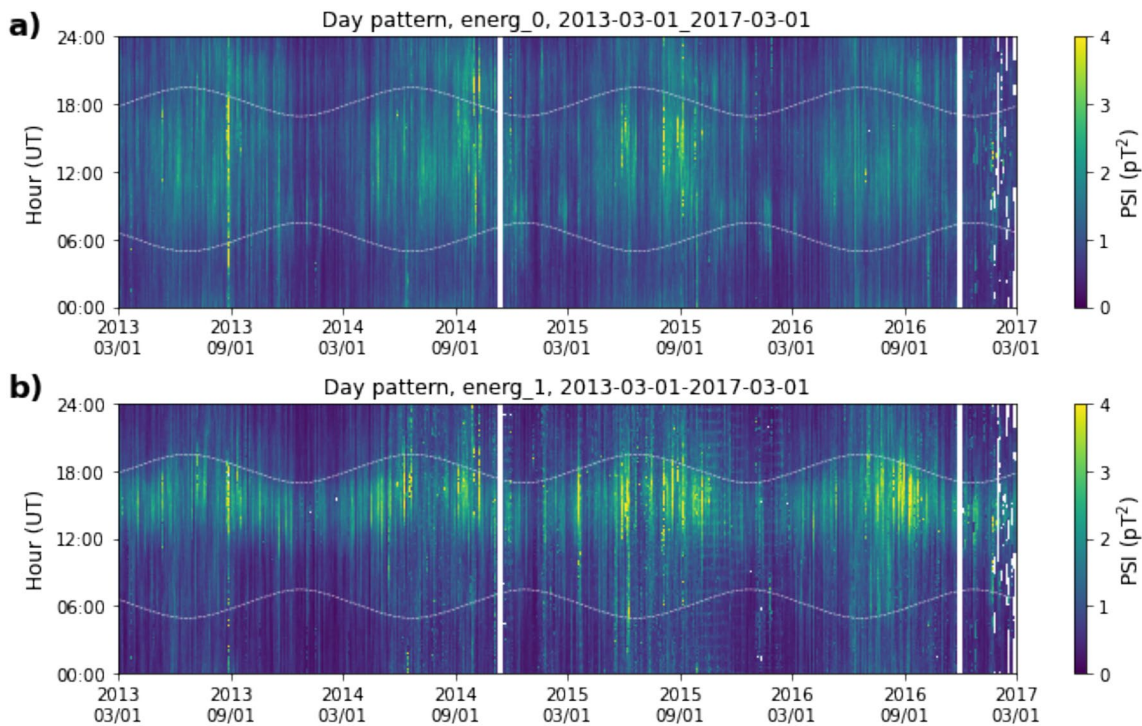 a)
Day pattern, energ_0, 2013-03-01_2017-03-01
Hour (UT)
24:00
18:00
12:00
06:00
00:00
2013 2013 2014 2014 2015 2015 2016 2016 2017
03/01 09/01 03/01 09/01 03/01 09/01 03/01 09/01 03/01
4
3
2
1
0
PSI (pT²)
b)
Day pattern, energ_1, 2013-03-01-2017-03-01
Hour (UT)
24:00
18:00
12:00
06:00
00:00
2013 2013 2014 2014 2015 2015 2016 2016 2017
03/01 09/01 03/01 09/01 03/01 09/01 03/01 09/01 03/01
4
3
2
1
0
PSI (pT²)